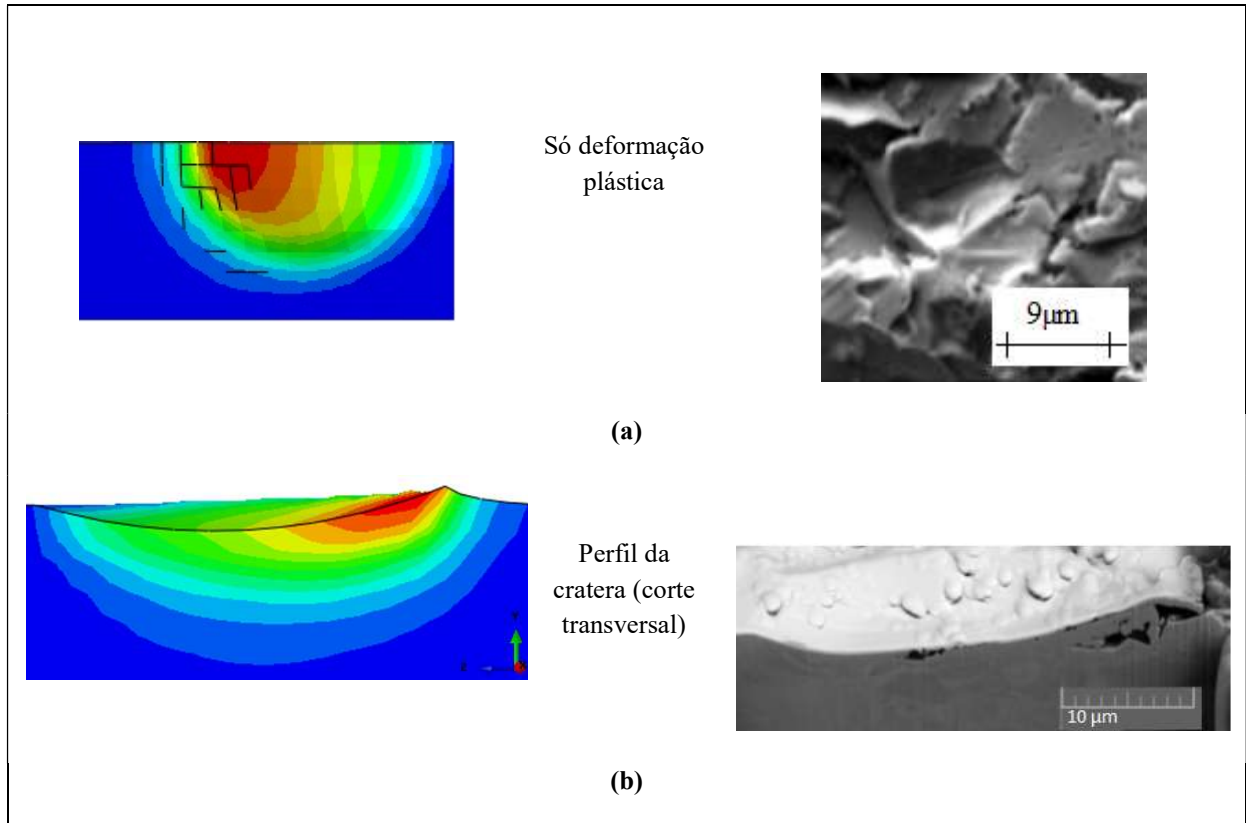 Só deformação
plástica
9µm
(a)
Perfil da
cratera (corte
transversal)
10 µm
(b)